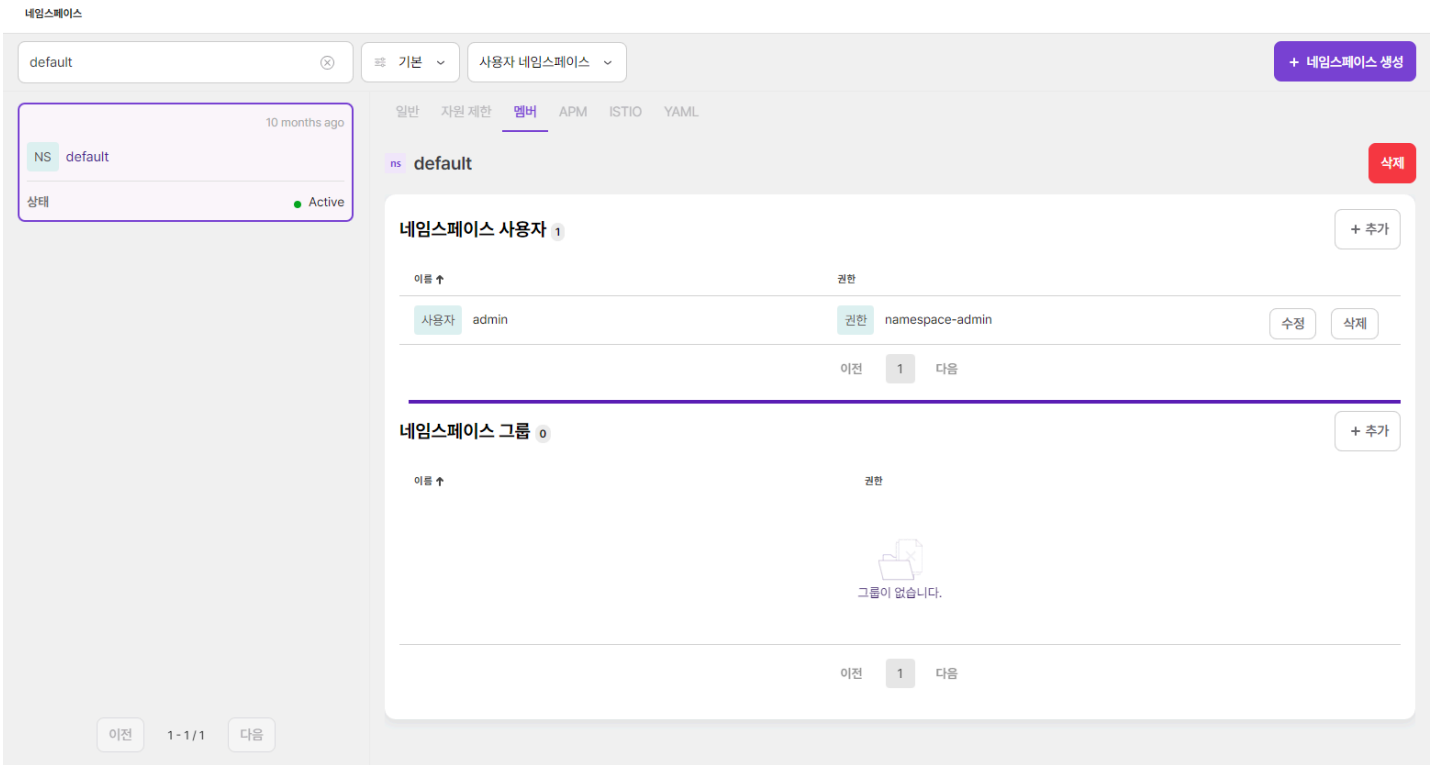 네임스페이스
default
기본
사용자 네임스페이스
+ 네임스페이스 생성
10 months ago
NS default
상태 Active
이전 1 - 1 / 1 다음
일반 자원 제한 멤버 APM ISTIO YAML
ns default
삭제
네임스페이스 사용자 1
+ 추가
이름 ↑ 권한
사용자 admin 권한 namespace-admin 수정 삭제
이전 1 다음
네임스페이스 그룹 0
+ 추가
이름 ↑ 권한
그룹이 없습니다.
이전 1 다음